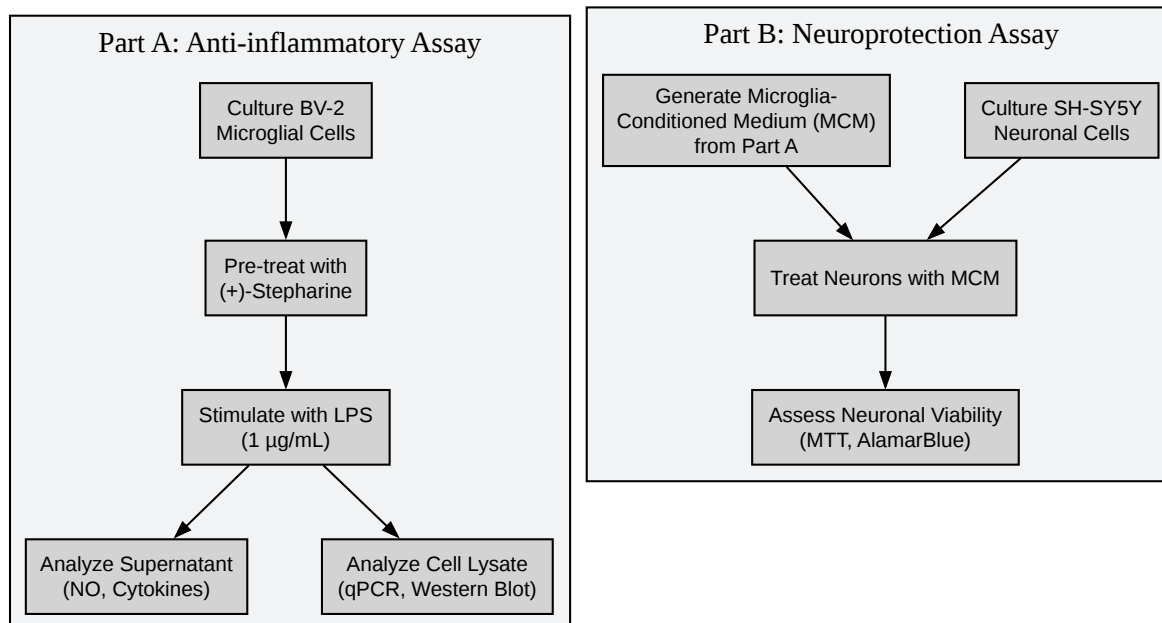 Part A: Anti-inflammatory Assay
Culture BV-2
Microglial Cells
Pre-treat with
(+)-Stepharine
Stimulate with LPS
(1 µg/mL)
Analyze Supernatant
(NO, Cytokines)
Analyze Cell Lysate
(qPCR, Western Blot)
Part B: Neuroprotection Assay
Generate Microglia-
Conditioned Medium (MCM)
from Part A
Culture SH-SY5Y
Neuronal Cells
Treat Neurons with MCM
Assess Neuronal Viability
(MTT, AlamarBlue)